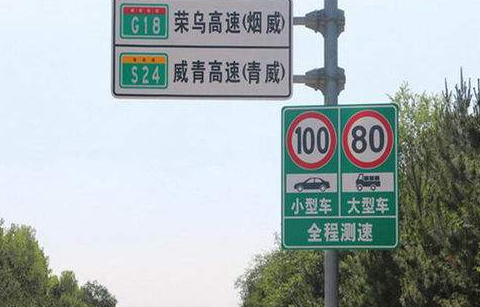 G18 荣乌高速(烟威)
S24 威青高速(青威)
100 80
小型车 大型车
全程测速